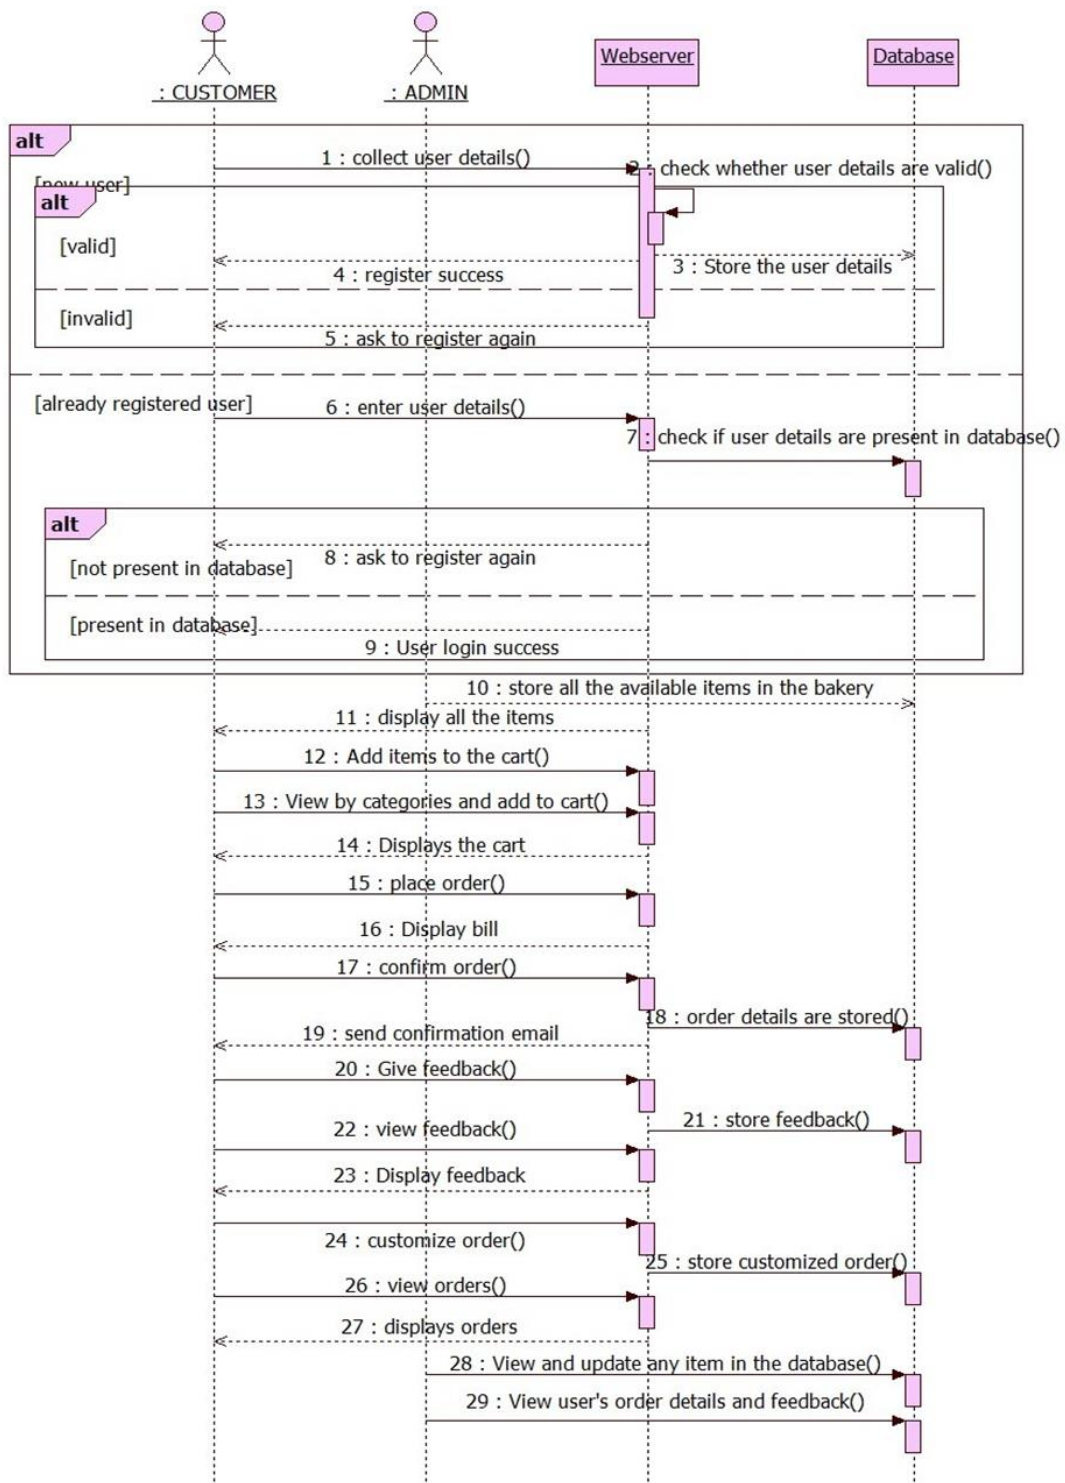 : CUSTOMER
: ADMIN
Webserver
Database
alt
1 : collect user details()
2 : check whether user details are valid()
[new user]
alt
[valid]
3 : Store the user details
4 : register success
[invalid]
5 : ask to register again
[already registered user]
6 : enter user details()
7 : check if user details are present in database()
alt
8 : ask to register again
[not present in database]
[present in database]
9 : User login success
10 : store all the available items in the bakery
11 : display all the items
12 : Add items to the cart()
13 : View by categories and add to cart()
14 : Displays the cart
15 : place order()
16 : Display bill
17 : confirm order()
18 : order details are stored()
19 : send confirmation email
20 : Give feedback()
21 : store feedback()
22 : view feedback()
23 : Display feedback
24 : customize order()
25 : store customized order()
26 : view orders()
27 : displays orders
28 : View and update any item in the database()
29 : View user's order details and feedback()